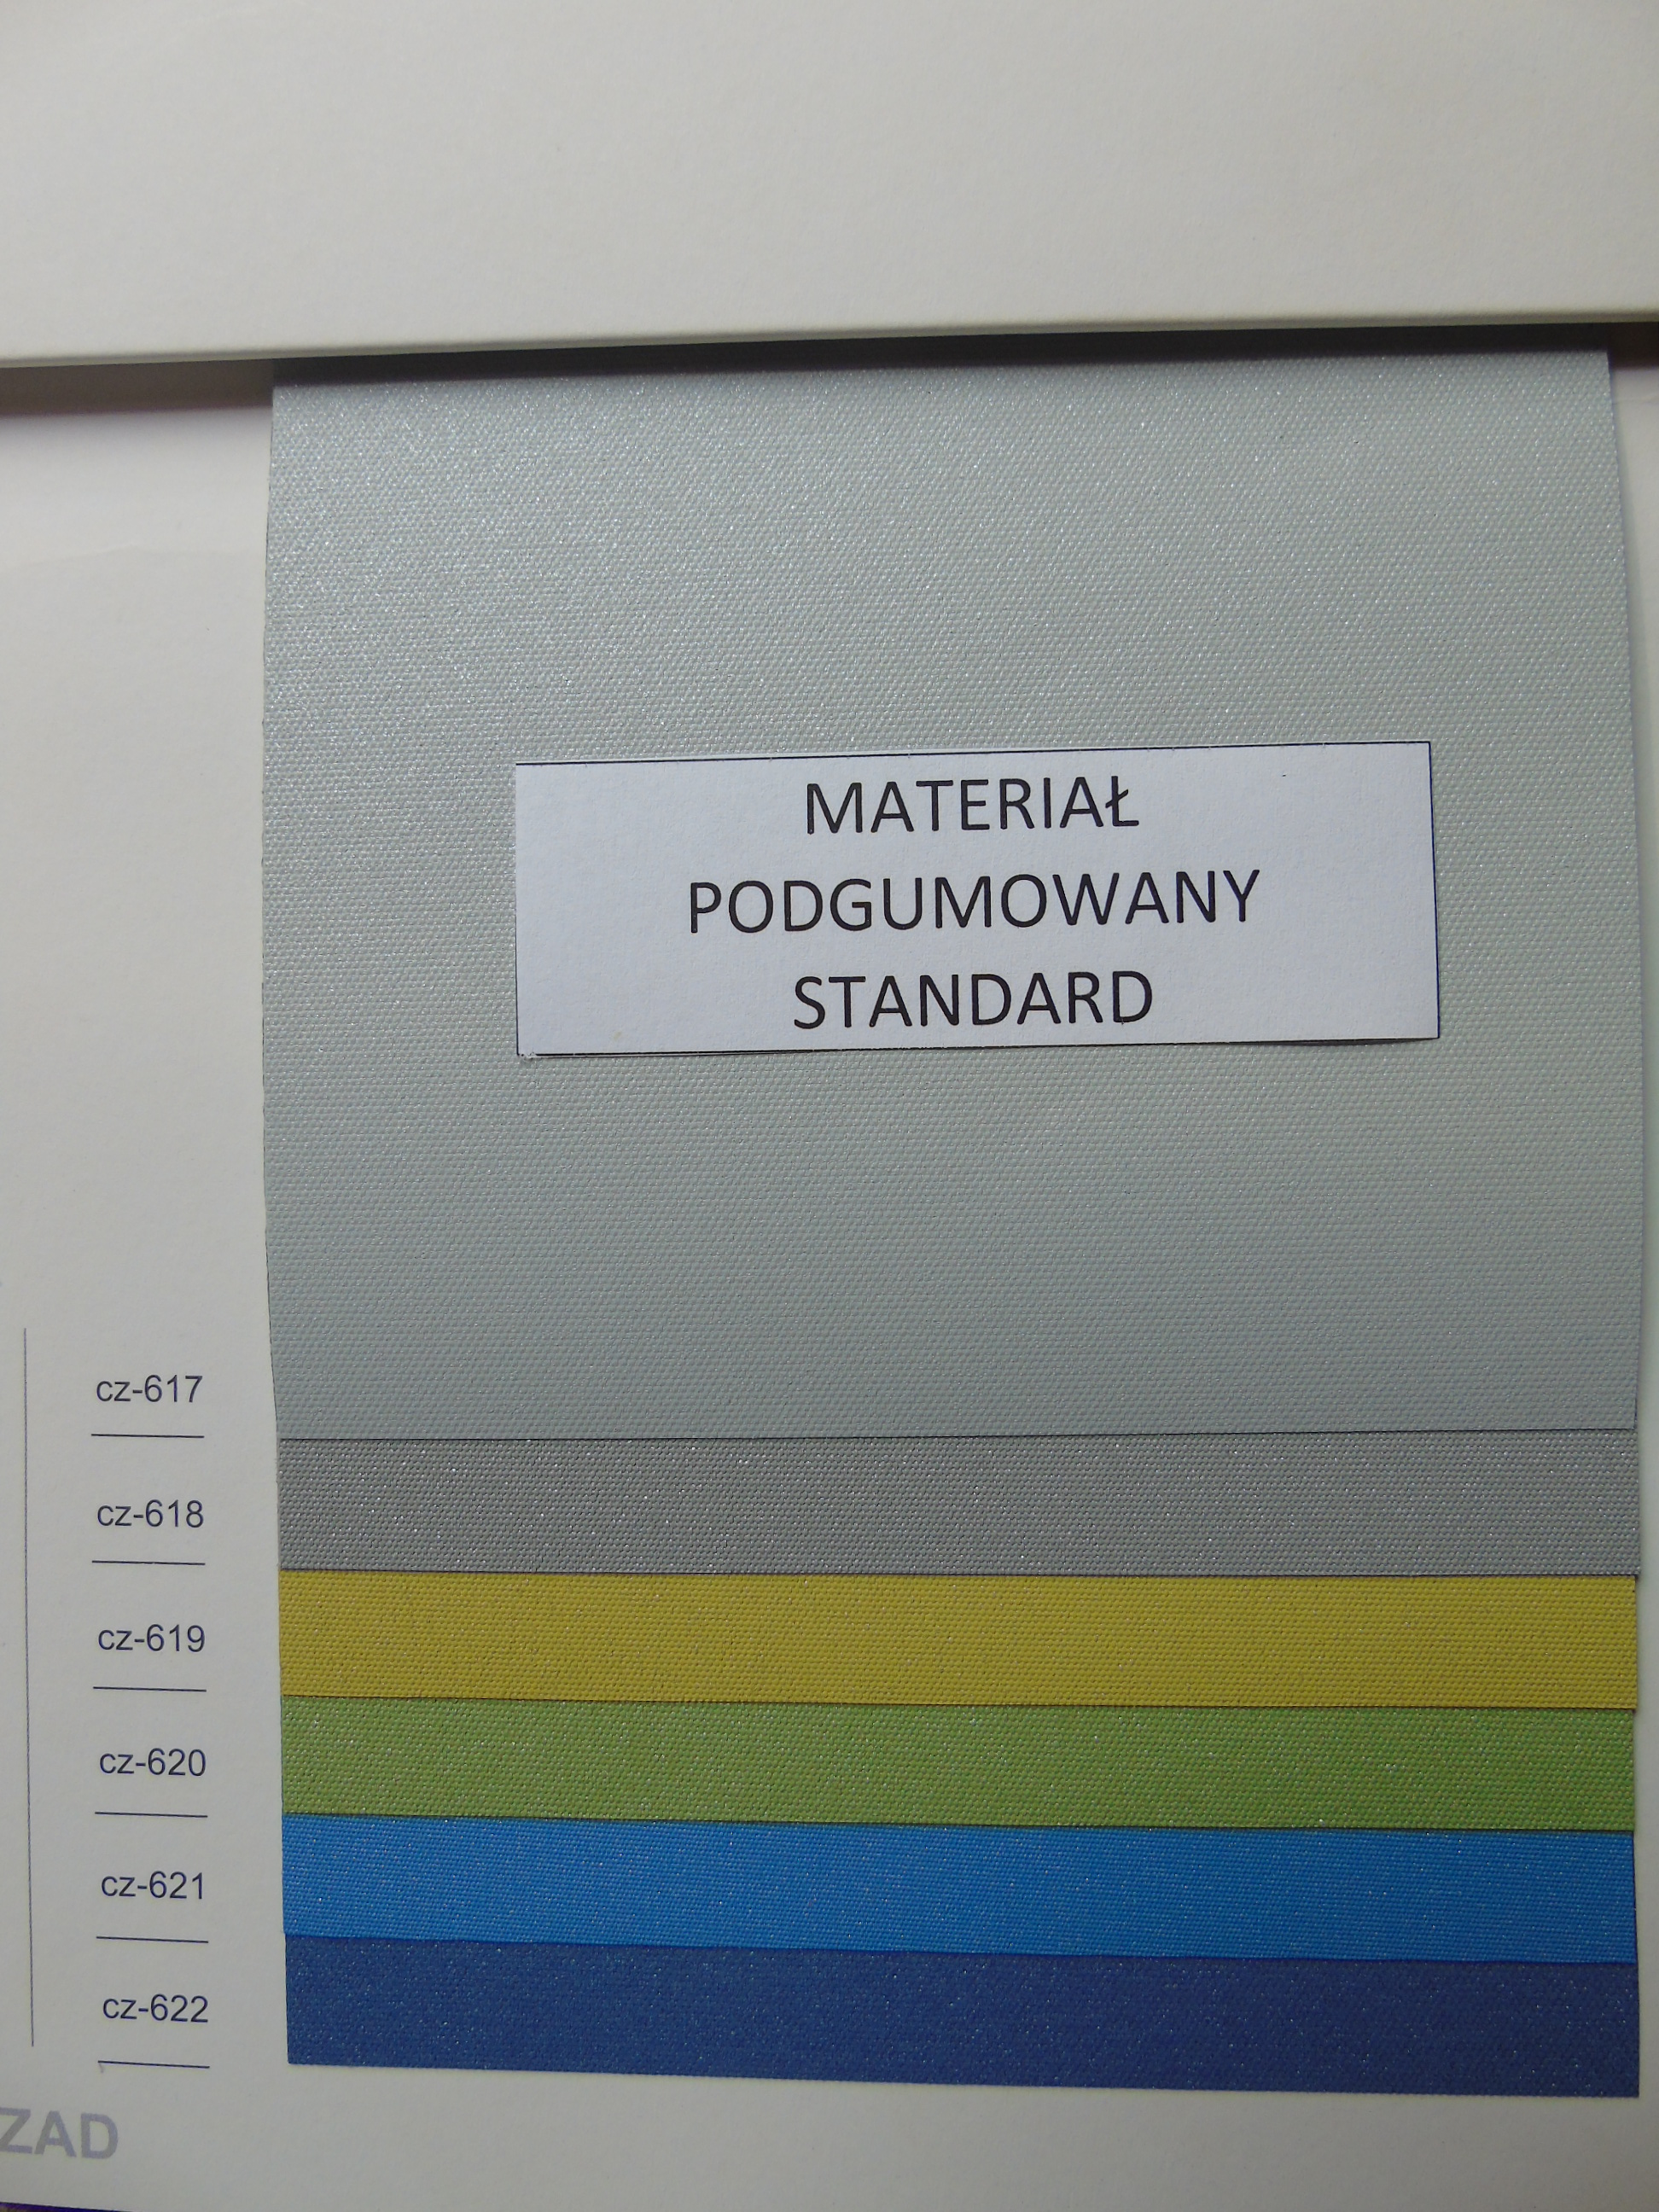 MATERIAŁ
PODGUMOWANY
STANDARD
cz-617
cz-618
cz-619
cz-620
cz-621
cz-622
ZAD